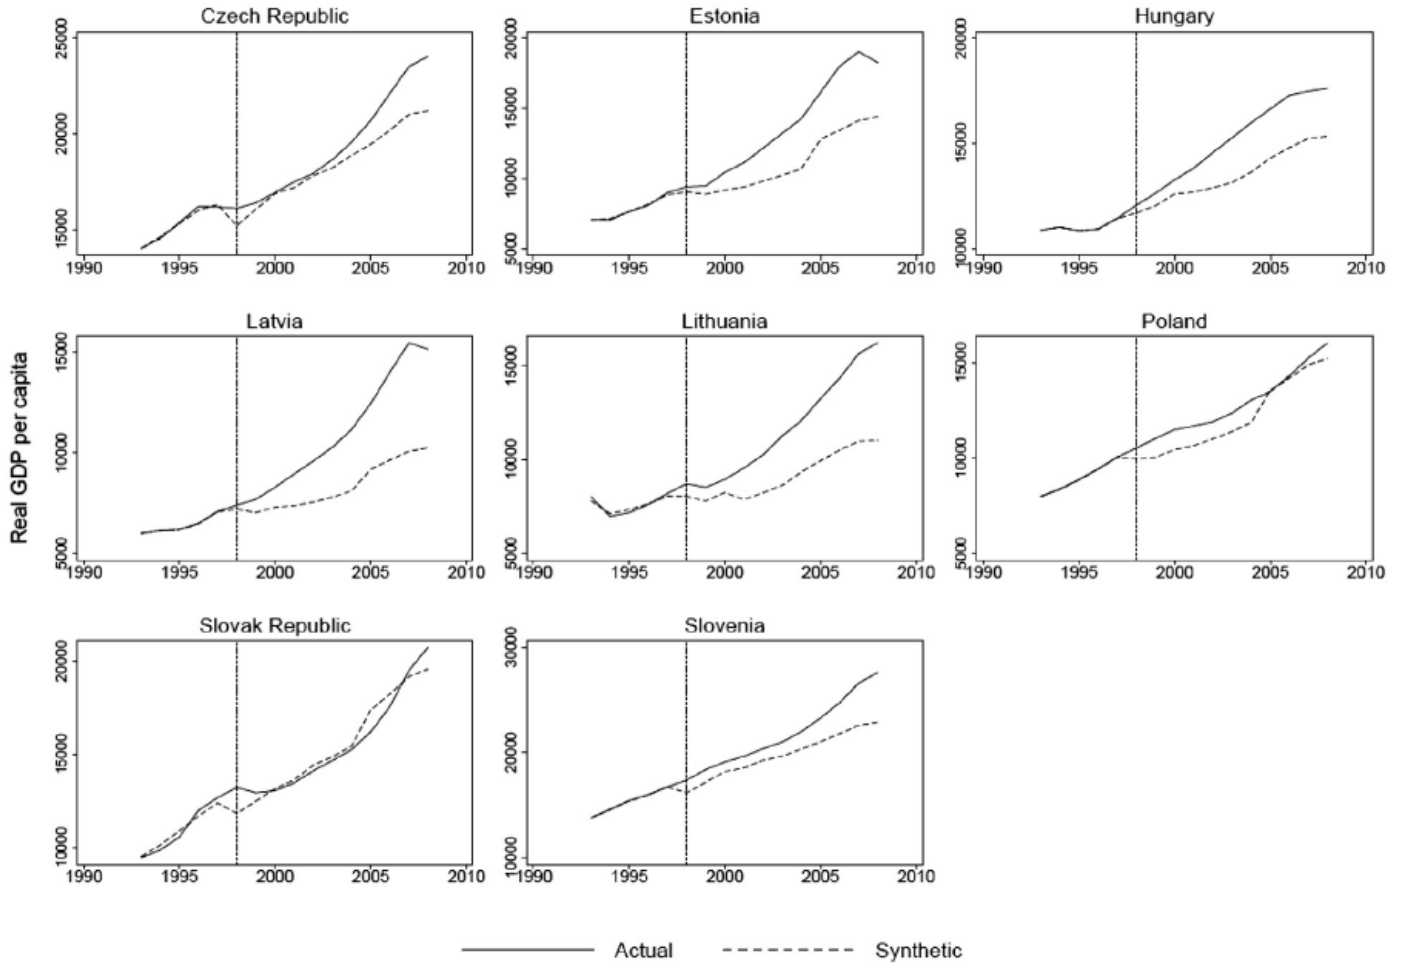 Czech Republic
Estonia
Hungary
25000
20000
15000
1990 1995 2000 2005 2010
20000
15000
10000
5000
1990 1995 2000 2005 2010
20000
15000
10000
1990 1995 2000 2005 2010
Real GDP per capita
Latvia
Lithuania
Poland
15000
10000
5000
1990 1995 2000 2005 2010
15000
10000
5000
1990 1995 2000 2005 2010
15000
10000
5000
1990 1995 2000 2005 2010
Slovak Republic
Slovenia
20000
15000
10000
1990 1995 2000 2005 2010
30000
20000
10000
1990 1995 2000 2005 2010
Actual
Synthetic